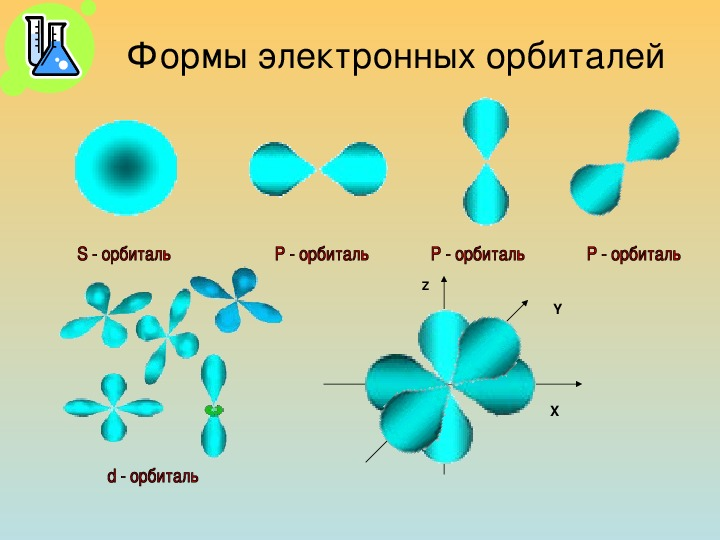 Формы электронных орбиталей
S - орбиталь
P - орбиталь
P - орбиталь
P - орбиталь
Z
Y
X
d - орбиталь